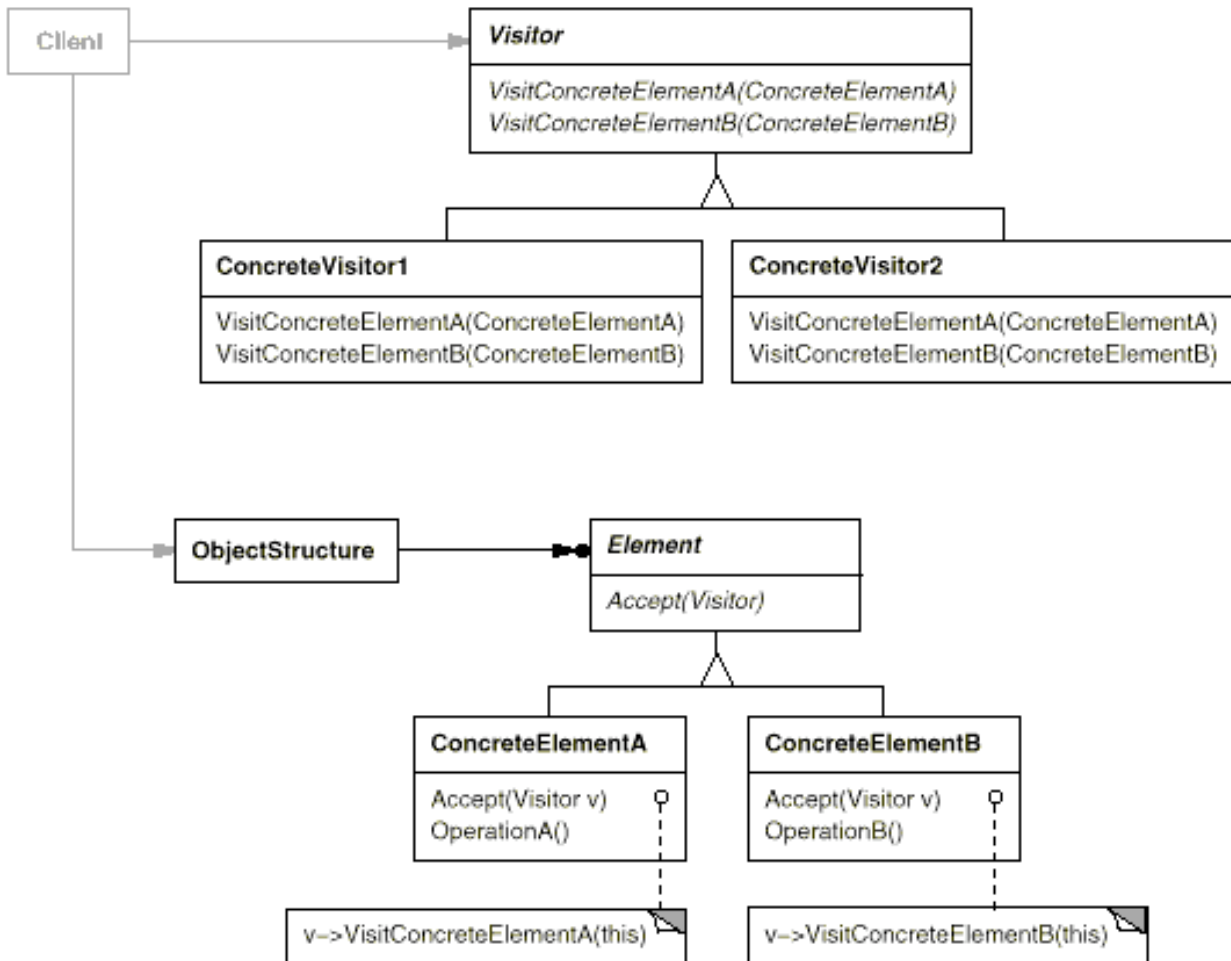 Client
Visitor
VisitConcreteElementA(ConcreteElementA)
VisitConcreteElementB(ConcreteElementB)
ConcreteVisitor1
VisitConcreteElementA(ConcreteElementA)
VisitConcreteElementB(ConcreteElementB)
ConcreteVisitor2
VisitConcreteElementA(ConcreteElementA)
VisitConcreteElementB(ConcreteElementB)
ObjectStructure
Element
Accept(Visitor)
ConcreteElementA
Accept(Visitor v)
OperationA()
ConcreteElementB
Accept(Visitor v)
OperationB()
v->VisitConcreteElementA(this)
v->VisitConcreteElementB(this)